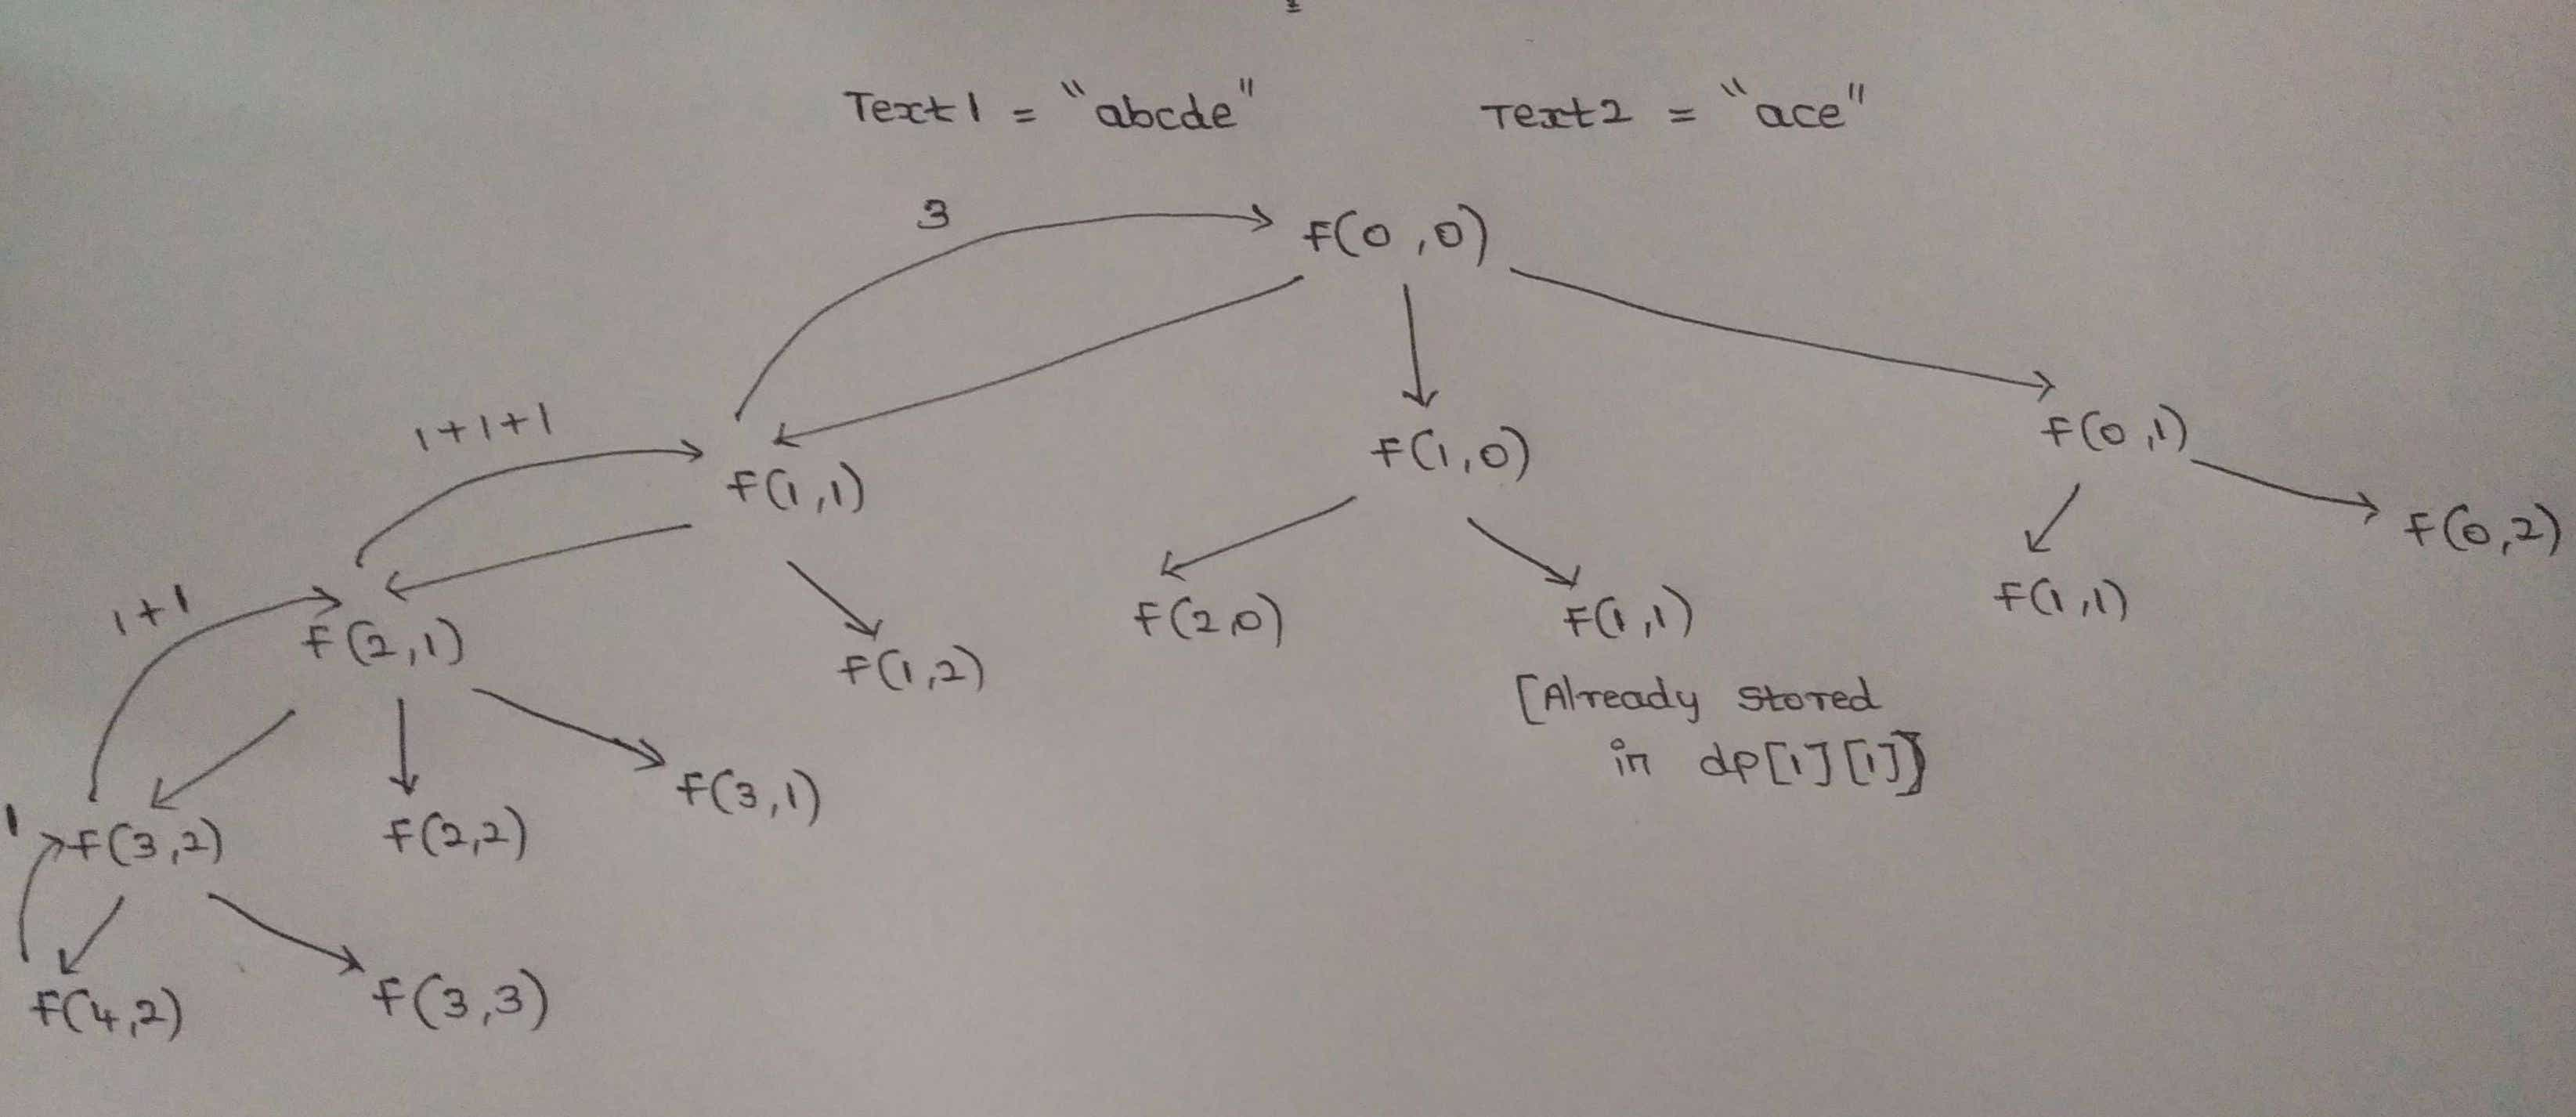 Text1 = "abcde" Text2 = "ace"
3
f(0,0)
1+1+1
f(1,1)
f(1,0)
f(0,1)
f(0,2)
1+1
f(2,1)
f(1,2)
f(2,0)
f(1,1)
f(1,1)
[Already stored
in dp[1][1]]
1
f(3,2)
f(2,2)
f(3,1)
f(4,2)
f(3,3)